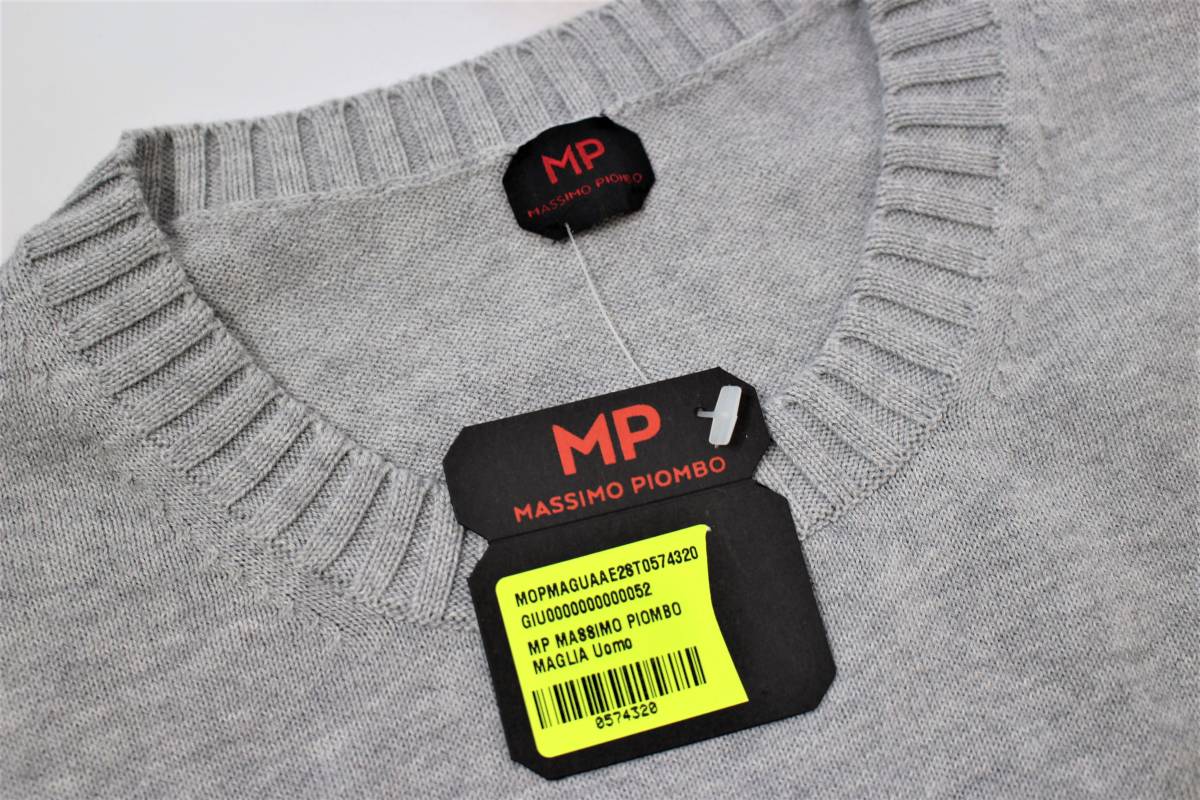 MP
MASSIMO PIOMBO
MP
MASSIMO PIOMBO
MOPMAGUAAE28T0574320
GIU0000000000052
MP MASSIMO PIOMBO
MAGLIA Uomo
0574320